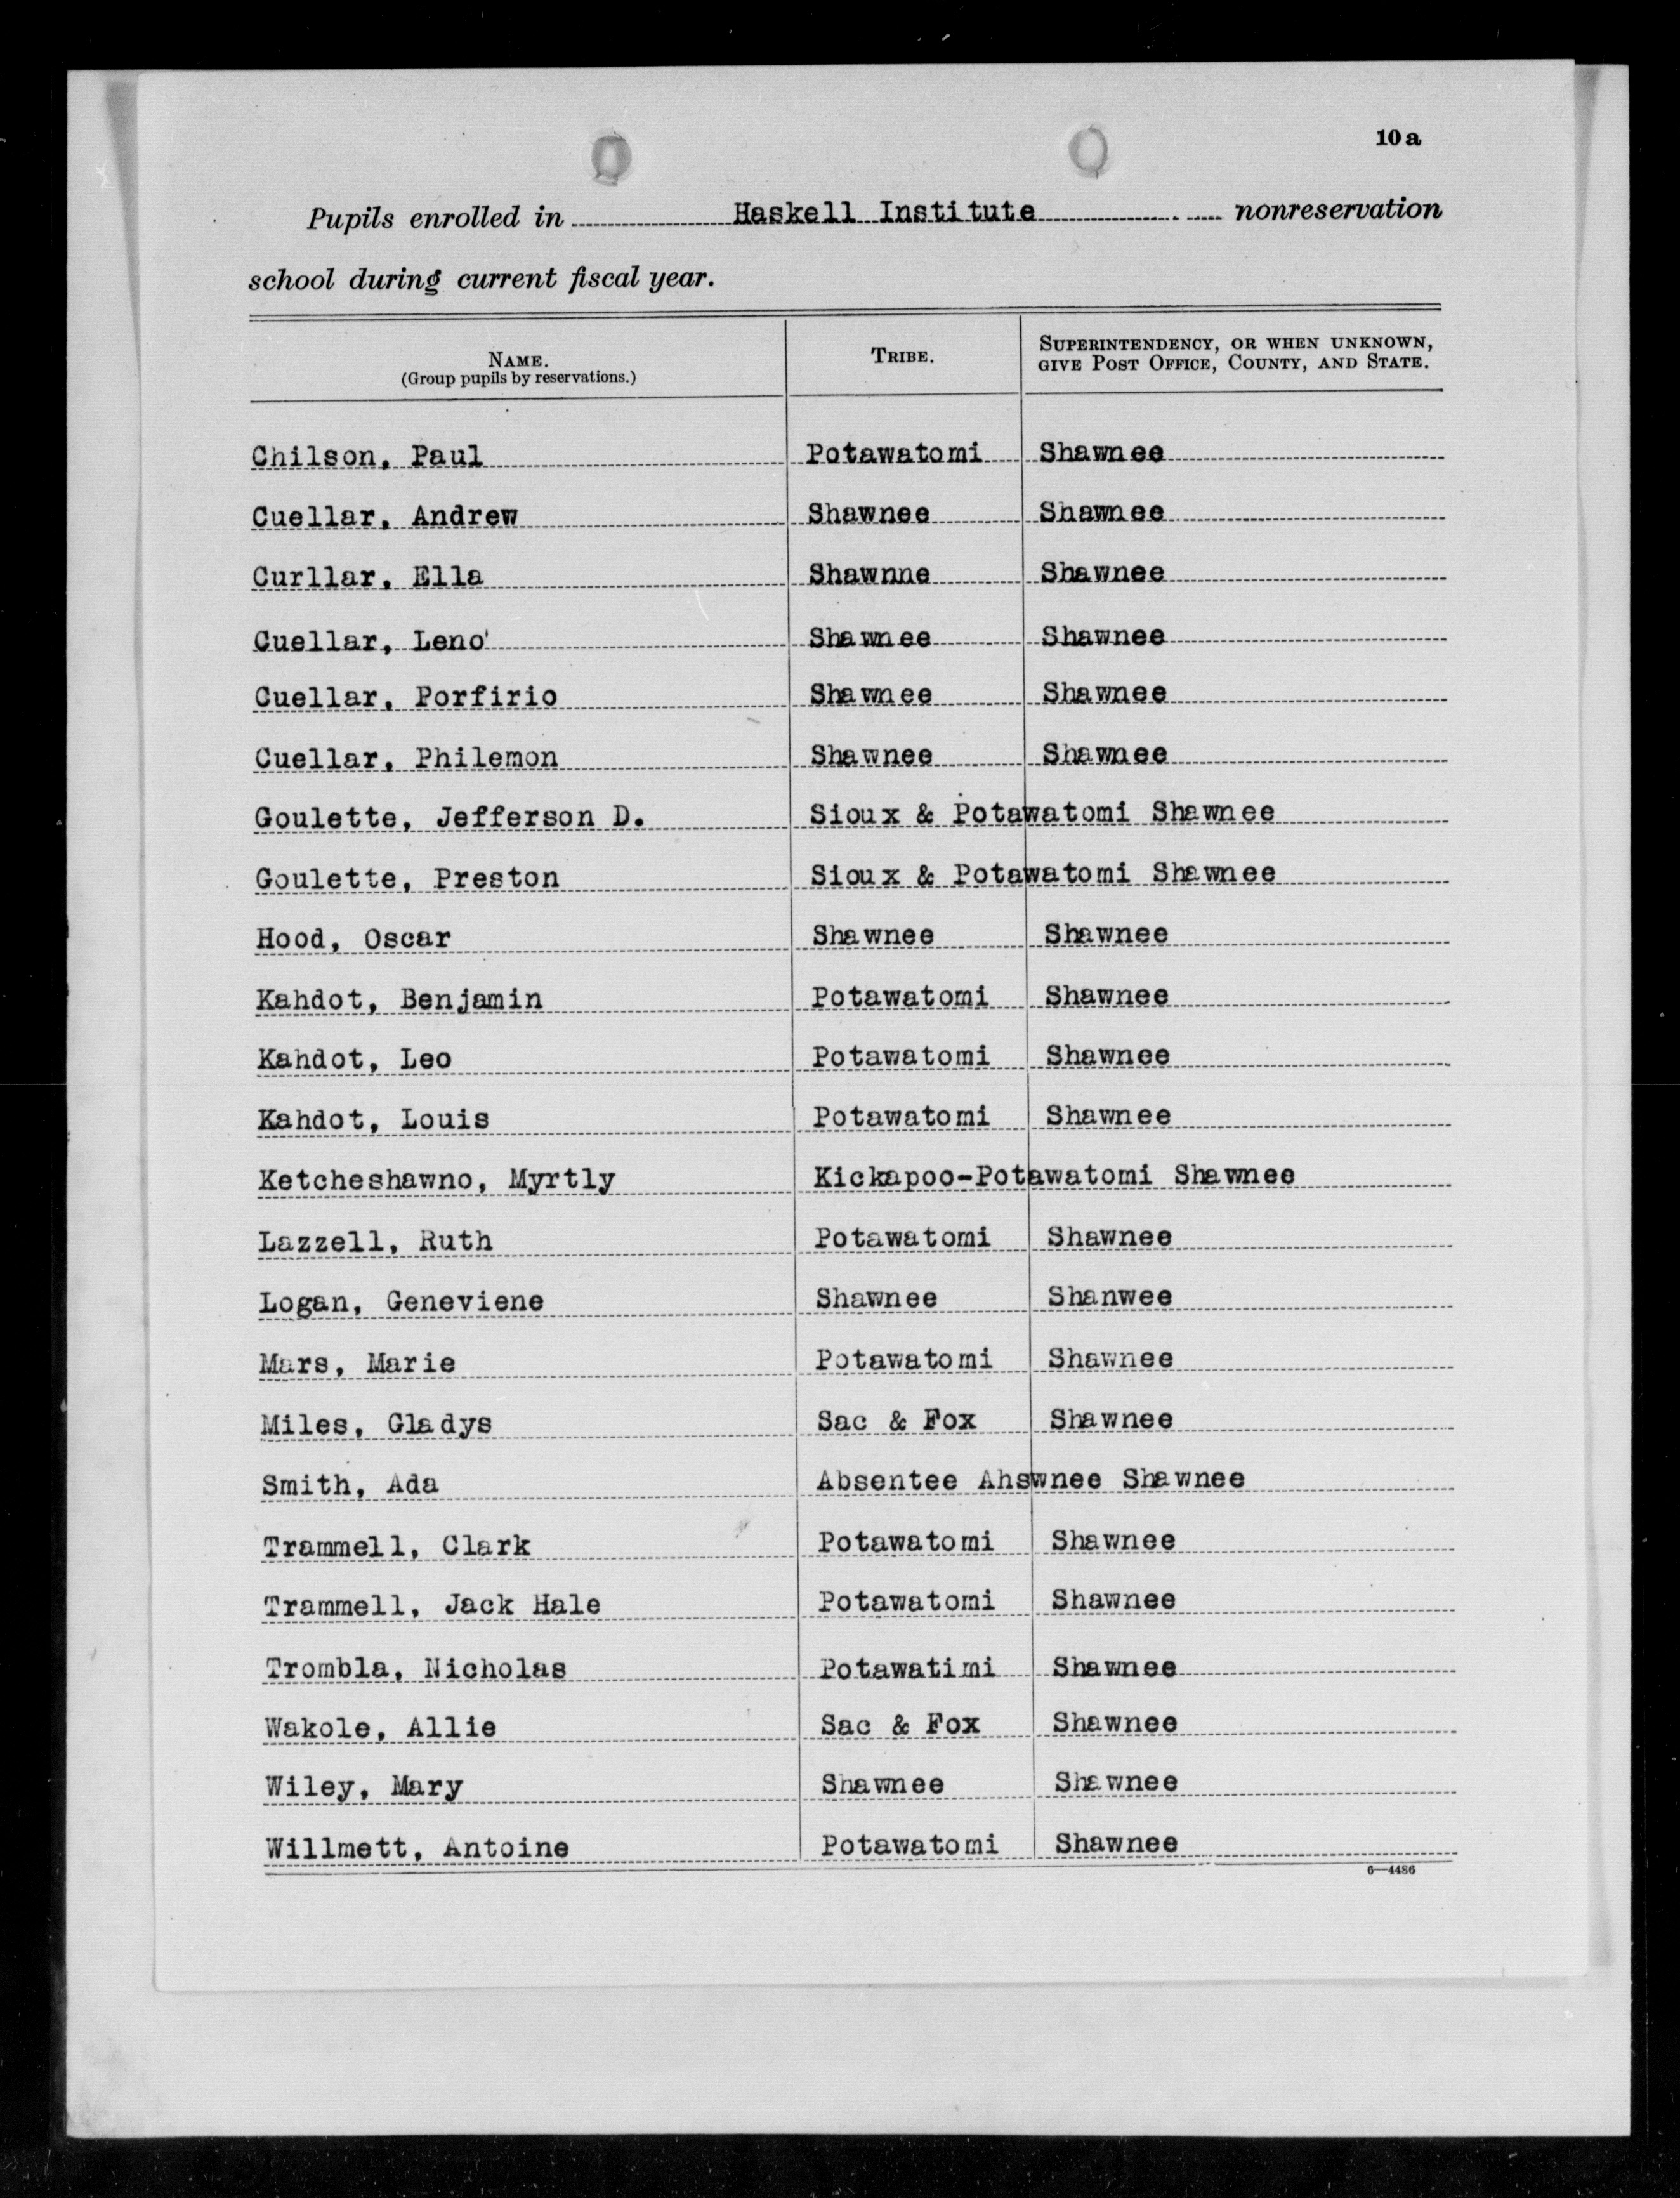 10a
Pupils enrolled in Haskell Institute nonreservation
school during current fiscal year.
NAME. TRIBE. SUPERINTENDENCY, OR WHEN UNKNOWN,
(Group pupils by reservations.) GIVE POST OFFICE, COUNTY, AND STATE.
Chilson, Paul Potawatomi Shawnee
Cuellar, Andrew Shawnee Shawnee
Curllar, Ella Shawnne Shawnee
Cuellar, Leno' Shawnee Shawnee
Cuellar, Porfirio Shawnee Shawnee
Cuellar, Philemon Shawnee Shawnee
Goulette, Jefferson D. Sioux & Potawatomi Shawnee
Goulette, Preston Sioux & Potawatomi Shawnee
Hood, Oscar Shawnee Shawnee
Kahdot, Benjamin Potawatomi Shawnee
Kahdot, Leo Potawatomi Shawnee
Kahdot, Louis Potawatomi Shawnee
Ketcheshawno, Myrtly Kickapoo-Potawatomi Shawnee
Lazzell, Ruth Potawatomi Shawnee
Logan, Geneviene Shawnee Shanwee
Mars, Marie Potawatomi Shawnee
Miles, Gladys Sac & Fox Shawnee
Smith, Ada Absentee Ahswnee Shawnee
Trammell, Clark Potawatomi Shawnee
Trammell, Jack Hale Potawatomi Shawnee
Trombla, Nicholas Potawatimi Shawnee
Wakole, Allie Sac & Fox Shawnee
Wiley, Mary Shawnee Shawnee
Willmett, Antoine Potawatomi Shawnee
6—4486